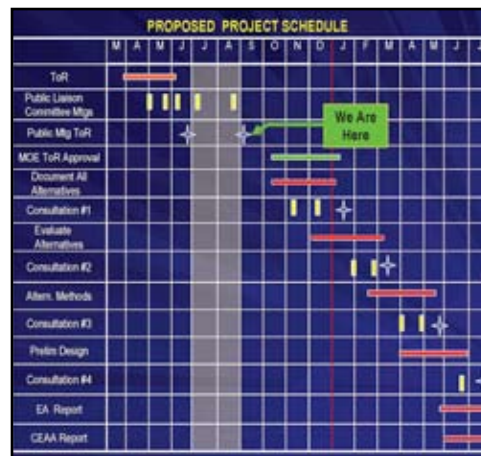 PROPOSED PROJECT SCHEDULE
M A M J J A S O N D J F M A M J J
ToR
Public Liaison
Committee Mtgs
Public Mtg ToR
We Are
Here
MOE ToR Approval
Document All
Alternatives
Consultation #1
Evaluate
Alternatives
Consultation #2
Altern. Methods
Consultation #3
Prelim Design
Consultation #4
EA Report
CEAA Report